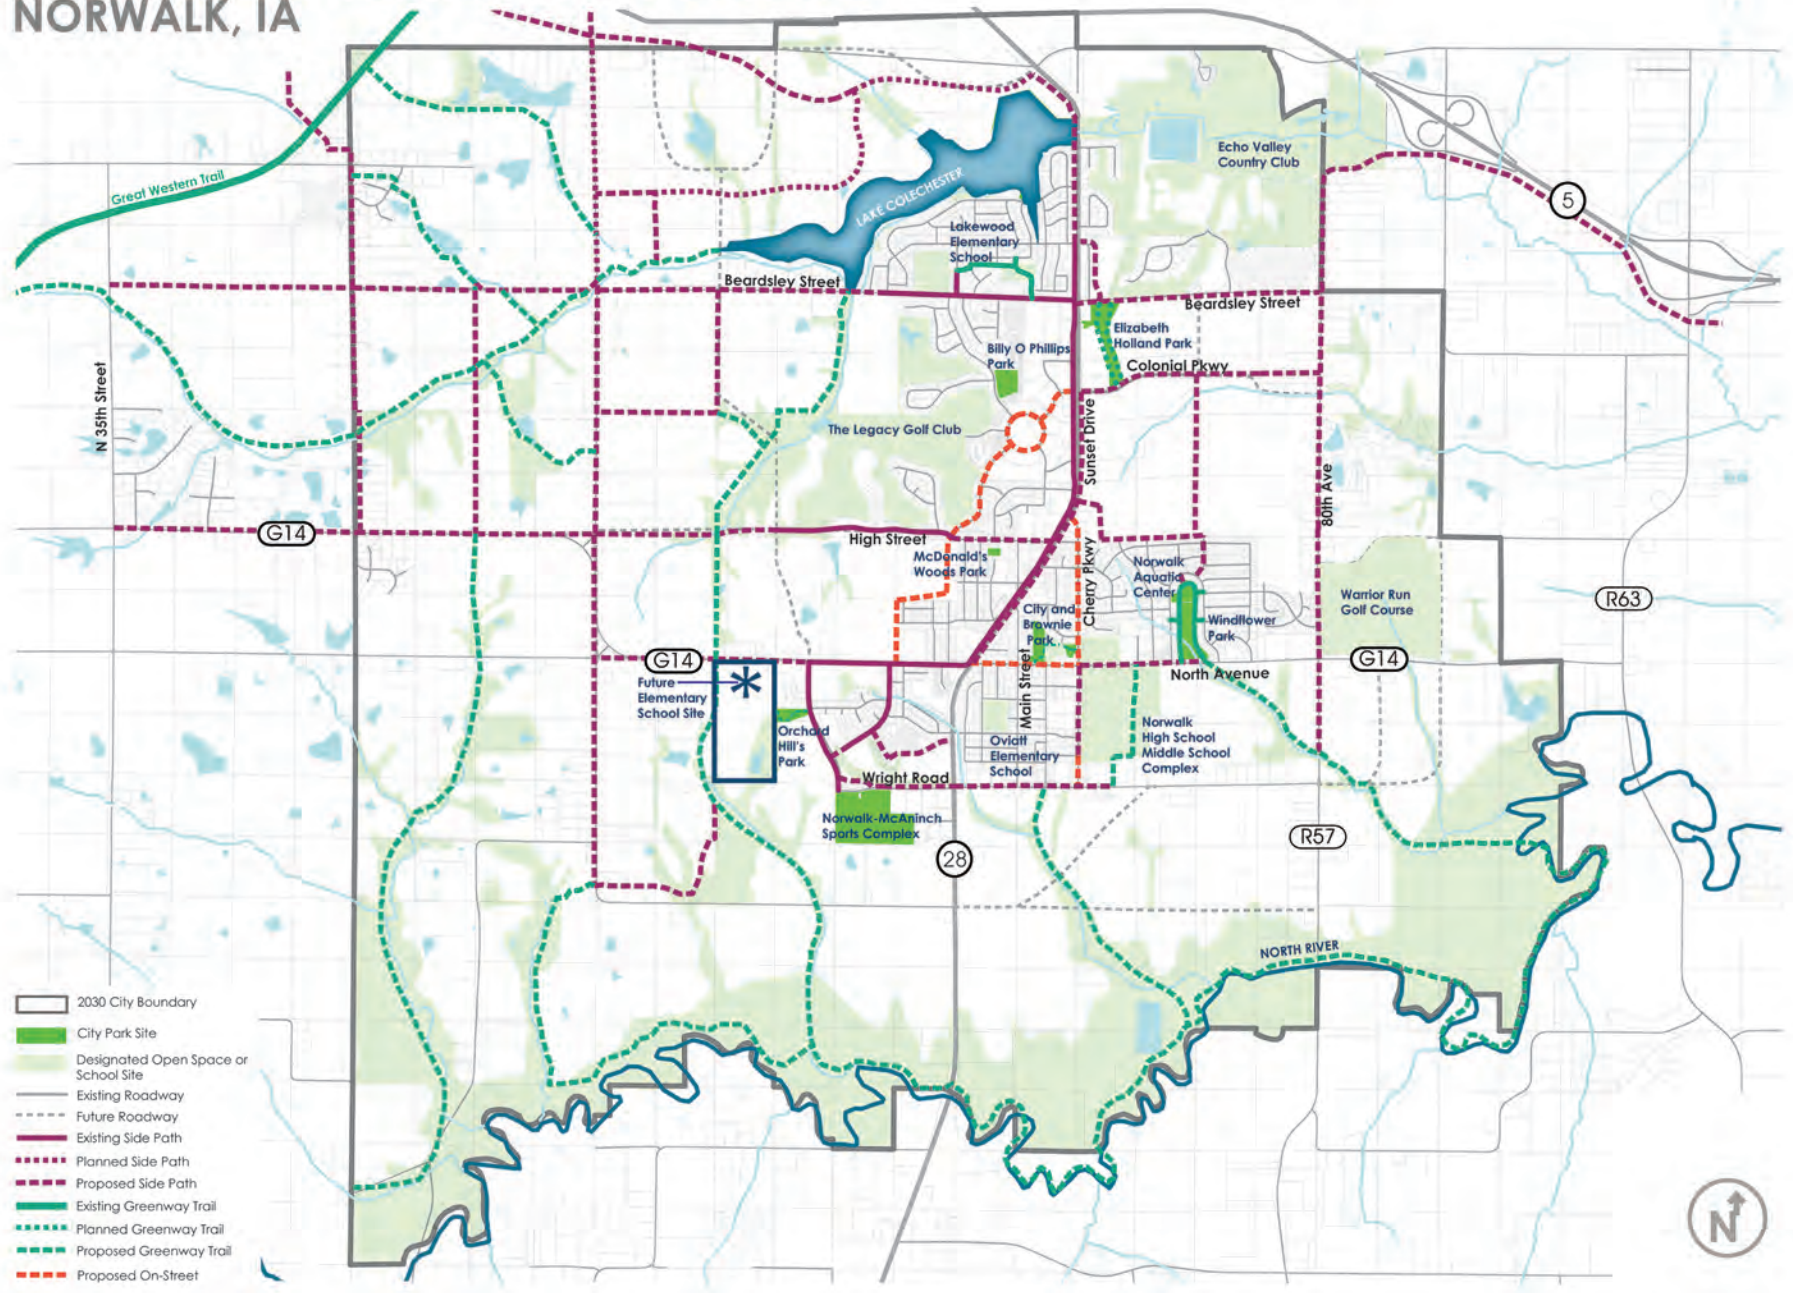 NORWALK, IA
Great Western Trail
Echo Valley
Country Club
5
LAKE COLECHESTER
Lakewood
Elementary
School
Beardsley Street
Beardsley Street
Elizabeth
Holland Park
Billy O Phillips
Park
Colonial Pkwy
N 35th Street
The Legacy Golf Club
Sunset Drive
80th Ave
G14
High Street
McDonald's
Woods Park
Cherry Pkwy
Norwalk
Aquatic
Center
City and
Brownie
Park
Windflower
Park
Warrior Run
Golf Course
R63
G14
G14
North Avenue
Future
Elementary
School Site
Main Street
Orchard
Hill's
Park
Oviatt
Elementary
School
Norwalk
High School
Middle School
Complex
Wright Road
Norwalk-McAninch
Sports Complex
R57
28
NORTH RIVER
2030 City Boundary
City Park Site
Designated Open Space or
School Site
Existing Roadway
Future Roadway
Existing Side Path
Planned Side Path
Proposed Side Path
Existing Greenway Trail
Planned Greenway Trail
Proposed Greenway Trail
Proposed On-Street
N